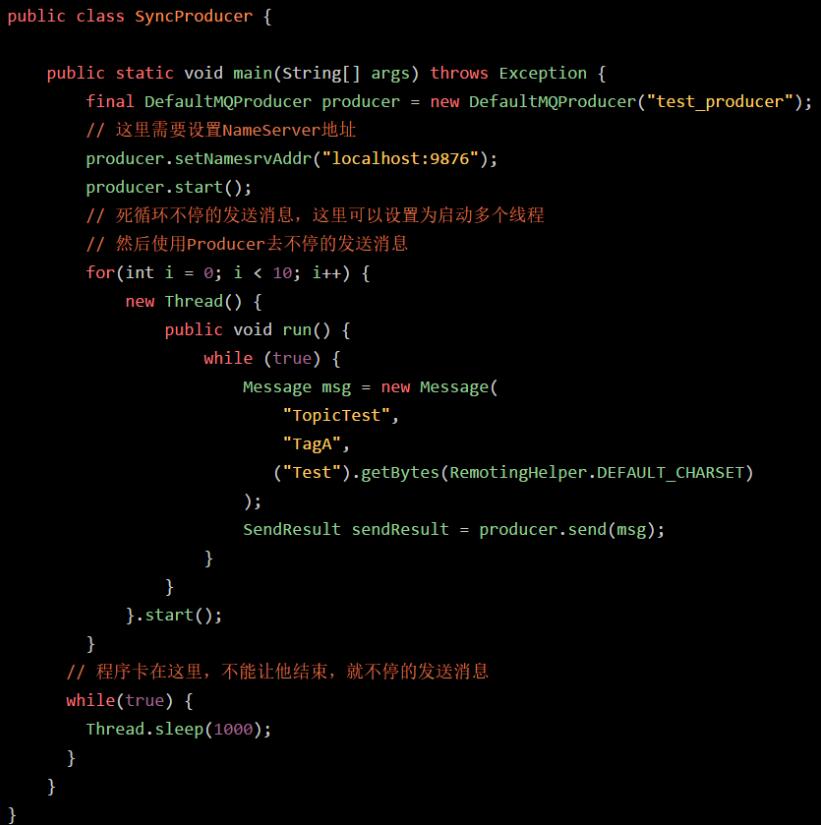 public class SyncProducer {
    public static void main(String[] args) throws Exception {
        final DefaultMQProducer producer = new DefaultMQProducer("test_producer");
        // 这里需要设置NameServer地址
        producer.setNamesrvAddr("localhost:9876");
        producer.start();
        // 死循环不停的发送消息，这里可以设置为启动多个线程
        // 然后使用Producer去不停的发送消息
        for(int i = 0; i < 10; i++) {
            new Thread() {
                public void run() {
                    while (true) {
                        Message msg = new Message(
                            "TopicTest",
                            "TagA",
                           ("Test").getBytes(RemotingHelper.DEFAULT_CHARSET)
                        );
                        SendResult sendResult = producer.send(msg);
                    }
                }
            }.start();
        }
      // 程序卡在这里，不能让他结束，就不停的发送消息
      while(true) {
        Thread.sleep(1000);
      }
    }
}